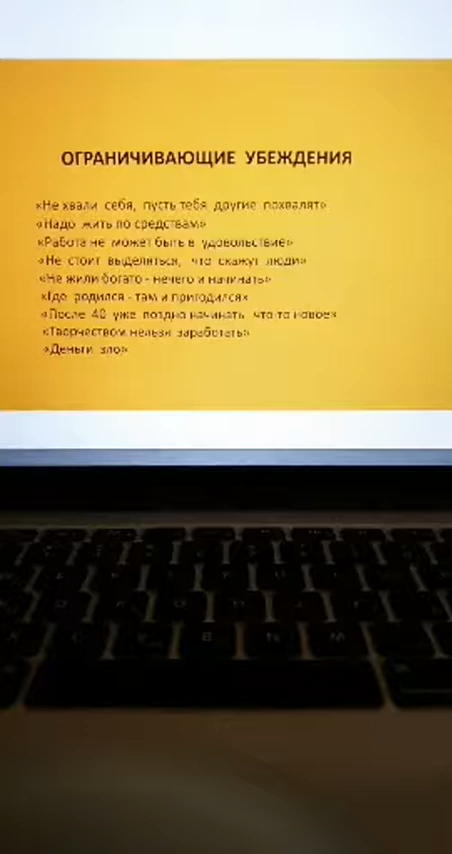 ОГРАНИЧИВАЮЩИЕ УБЕЖДЕНИЯ
«Не хвали себя, пусть тебя другие похвалят»
«Надо жить по средствам»
«Работа не может быть в удовольствие»
«Не стоит выделяться, что скажут люди»
«Не жили богато - нечего и начинать»
«Где родился - там и пригодился»
«После 40 уже поздно начинать что-то новое»
«Творчеством нельзя заработать»
«Деньги зло»
B N M